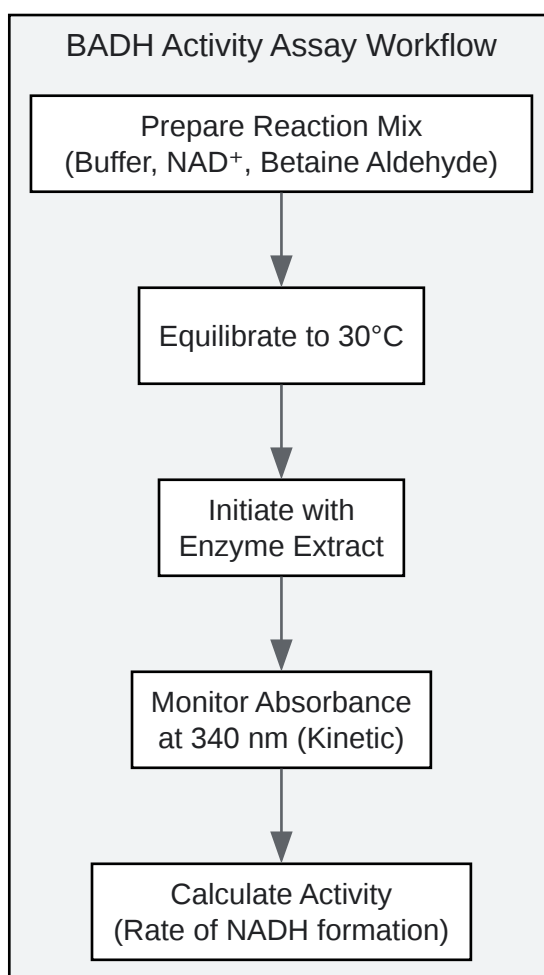 BADH Activity Assay Workflow
Prepare Reaction Mix
(Buffer, NAD⁺, Betaine Aldehyde)
Equilibrate to 30°C
Initiate with
Enzyme Extract
Monitor Absorbance
at 340 nm (Kinetic)
Calculate Activity
(Rate of NADH formation)